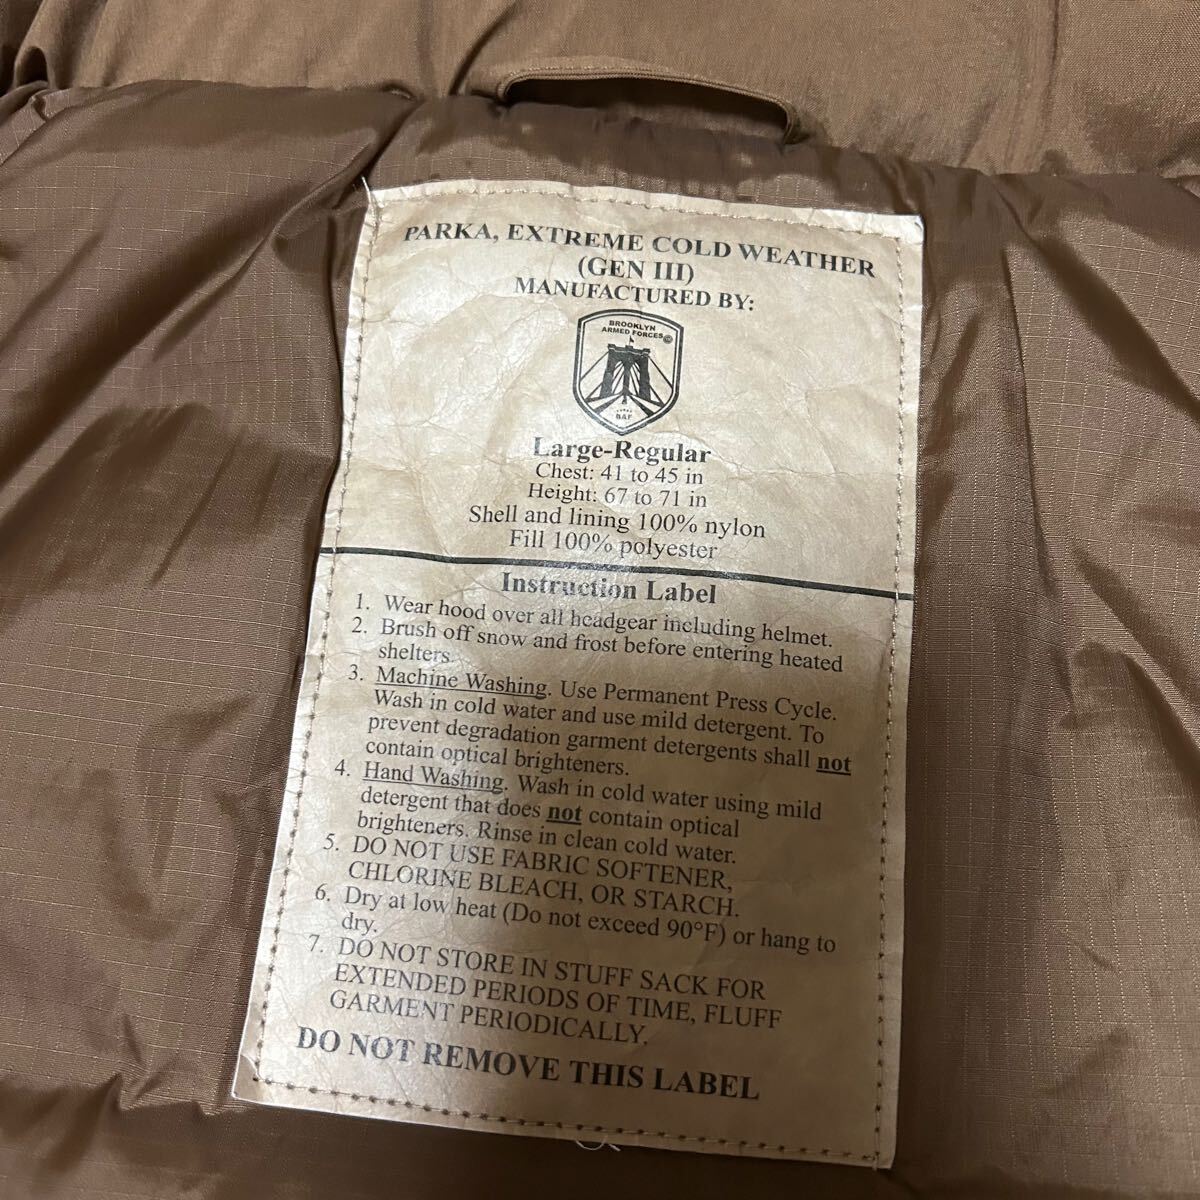 PARKA, EXTREME COLD WEATHER
(GEN III)
MANUFACTURED BY:
BROOKLYN
ARMED FORCES©
BAF
Large-Regular
Chest: 41 to 45 in
Height: 67 to 71 in
Shell and lining 100% nylon
Fill 100% polyester
Instruction Label
1. Wear hood over all headgear including helmet.
2. Brush off snow and frost before entering heated
shelters.
3. Machine Washing. Use Permanent Press Cycle.
Wash in cold water and use mild detergent. To
prevent degradation garment detergents shall not
contain optical brighteners.
4. Hand Washing. Wash in cold water using mild
detergent that does not contain optical
brighteners. Rinse in clean cold water.
5. DO NOT USE FABRIC SOFTENER,
CHLORINE BLEACH, OR STARCH.
6. Dry at low heat (Do not exceed 90°F) or hang to
dry.
7. DO NOT STORE IN STUFF SACK FOR
EXTENDED PERIODS OF TIME, FLUFF
GARMENT PERIODICALLY.
DO NOT REMOVE THIS LABEL